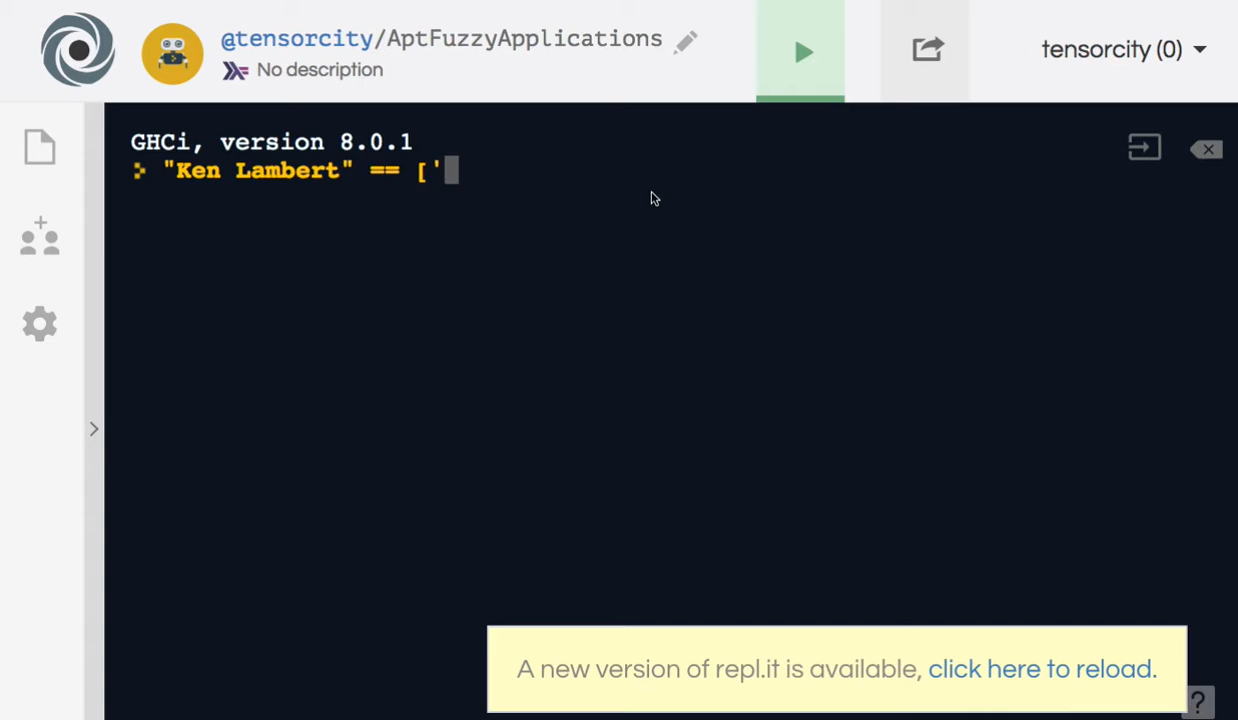 @tensorcity/AptFuzzyApplications
No description
tensorcity (0)
GHCi, version 8.0.1
"Ken Lambert" == ['
A new version of repl.it is available, click here to reload.
?